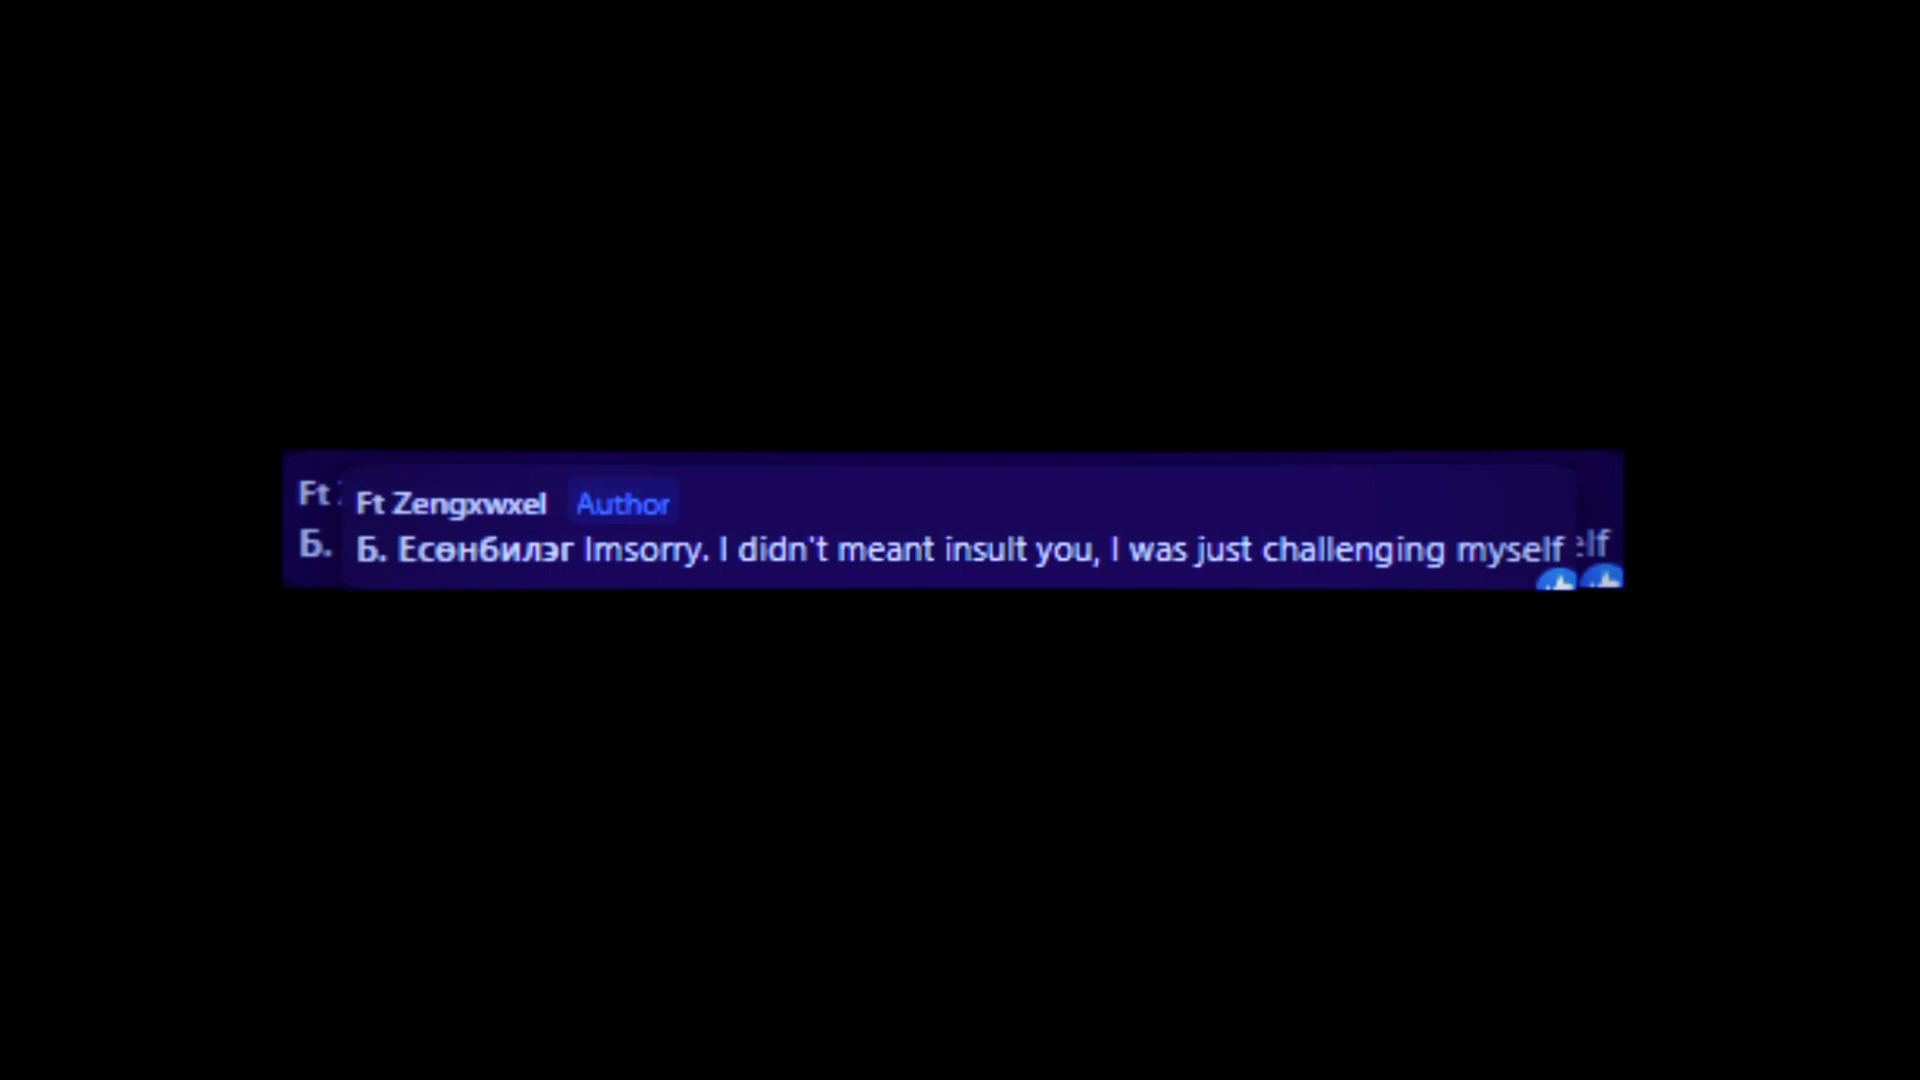 Ft Zengxwxel Author
Б. Есөнбилэг Imsorry. I didn't meant insult you, I was just challenging myself